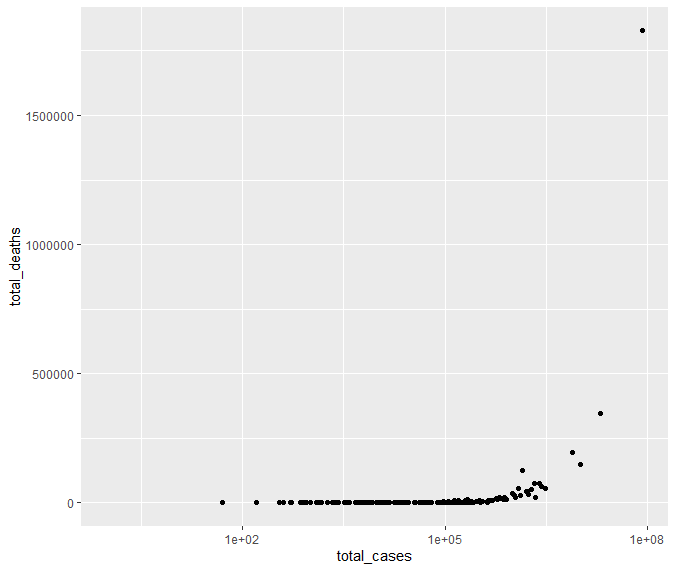 1500000
1000000
500000
0
total_deaths
1e+02
1e+05
1e+08
total_cases